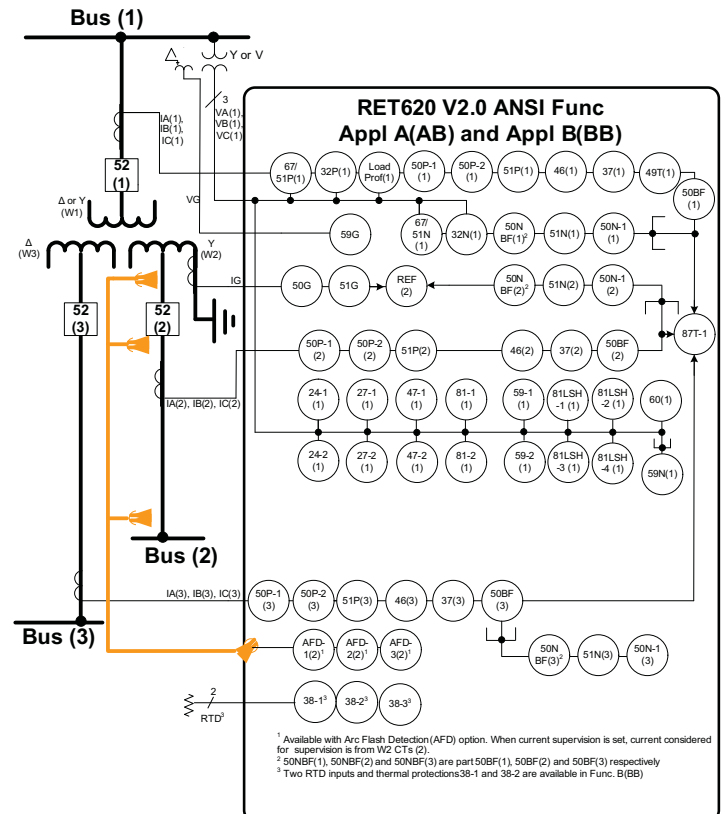 Bus (1)
Δ
Y or V
3
VA(1),
VB(1),
VC(1)
IA(1),
IB(1),
IC(1)
RET620 V2.0 ANSI Func
Appl A(AB) and Appl B(BB)
52
(1)
67/
51P(1)
32P(1)
Load
Prof(1)
50P-1
(1)
50P-2
(1)
51P(1)
46(1)
37(1)
49T(1)
50BF
(1)
Δ or Y
(W1)
VG
59G
67/
51N
(1)
32N(1)
50N
BF(1)²
51N(1)
50N-1
(1)
Δ
(W3)
Y
(W2)
IG
50G
51G
REF
(2)
50N
BF(2)²
51N(2)
50N-1
(2)
52
(3)
52
(2)
87T-1
50P-1
(2)
50P-2
(2)
51P(2)
46(2)
37(2)
50BF
(2)
IA(2), IB(2), IC(2)
24-1
(1)
27-1
(1)
47-1
(1)
81-1
(1)
59-1
(1)
81LSH
-1 (1)
81LSH
-2 (1)
60(1)
24-2
(1)
27-2
(1)
47-2
(1)
81-2
(1)
59-2
(1)
81LSH
-3 (1)
81LSH
-4 (1)
59N(1)
Bus (2)
IA(3), IB(3), IC(3)
50P-1
(3)
50P-2
(3)
51P(3)
46(3)
37(3)
50BF
(3)
Bus (3)
AFD-
1(2)¹
AFD-
2(2)¹
AFD-
3(2)¹
50N
BF(3)²
51N(3)
50N-1
(3)
2
RTD³
38-1³
38-2³
38-3³
¹ Available with Arc Flash Detection(AFD) option. When current supervision is set, current considered
for supervision is from W2 CTs (2).
² 50NBF(1), 50NBF(2) and 50NBF(3) are part 50BF(1), 50BF(2) and 50BF(3) respectively
³ Two RTD inputs and thermal protections38-1 and 38-2 are available in Func. B(BB)